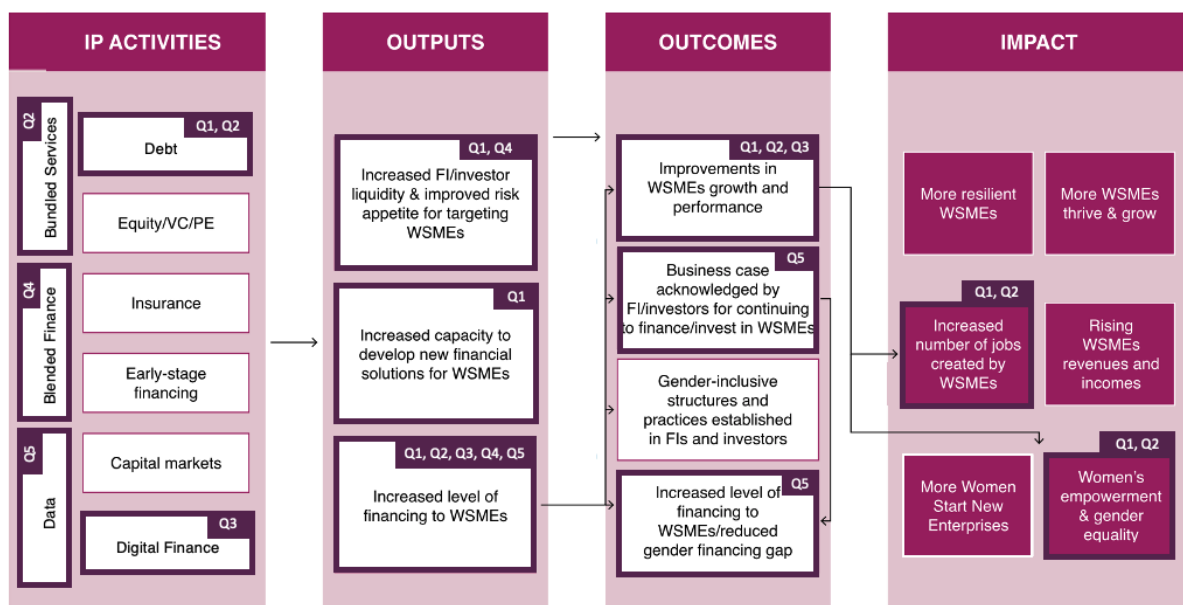 IP ACTIVITIES
Q2
Bundled Services
Q4
Blended Finance
Q5
Data
Q1, Q2
Debt
Equity/VC/PE
Insurance
Early-stage
financing
Capital markets
Q3
Digital Finance
OUTPUTS
Q1, Q4
Increased FI/investor
liquidity & improved risk
appetite for targeting
WSMEs
Q1
Increased capacity to
develop new financial
solutions for WSMEs
Q1, Q2, Q3, Q4, Q5
Increased level of
financing to WSMEs
OUTCOMES
Q1, Q2, Q3
Improvements in
WSMEs growth and
performance
Q5
Business case
acknowledged by
FI/investors for continuing
to finance/invest in WSMEs
Gender-inclusive
structures and
practices established
in FIs and investors
Q5
Increased level of
financing to
WSMEs/reduced
gender financing gap
IMPACT
More resilient
WSMEs
More WSMEs
thrive & grow
Q1, Q2
Increased
number of jobs
created by
WSMEs
Rising
WSMEs
revenues and
incomes
More Women
Start New
Enterprises
Q1, Q2
Women's
empowerment
& gender
equality